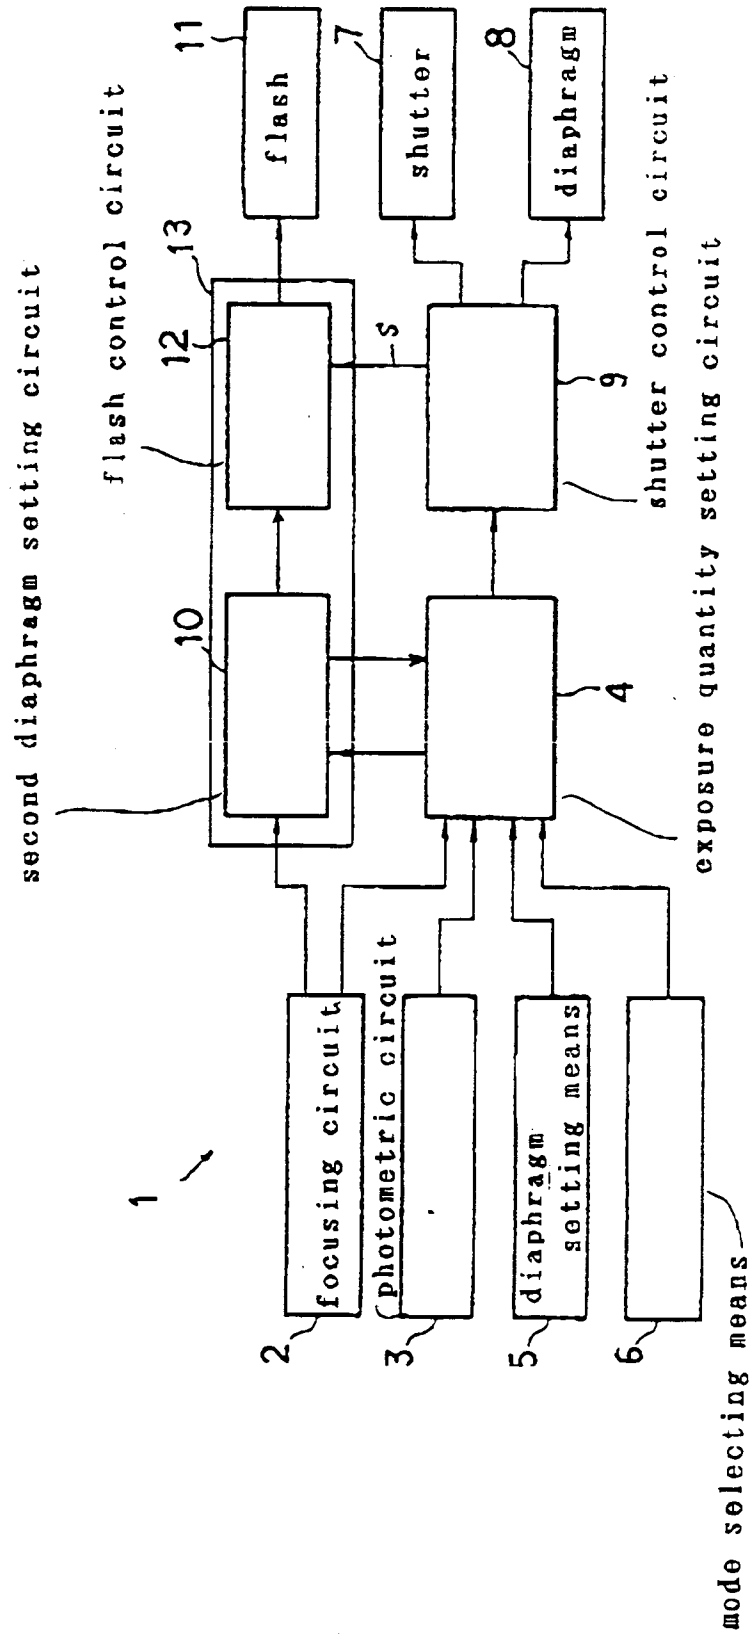 1
2
focusing circuit
photometric circuit
3
diaphragm
setting means
5
6
mode selecting means
second diaphragm setting circuit
10
4
exposure quantity setting circuit
flash control circuit
13
12
S
9
shutter control circuit
11
flash
7
shutter
8
diaphragm